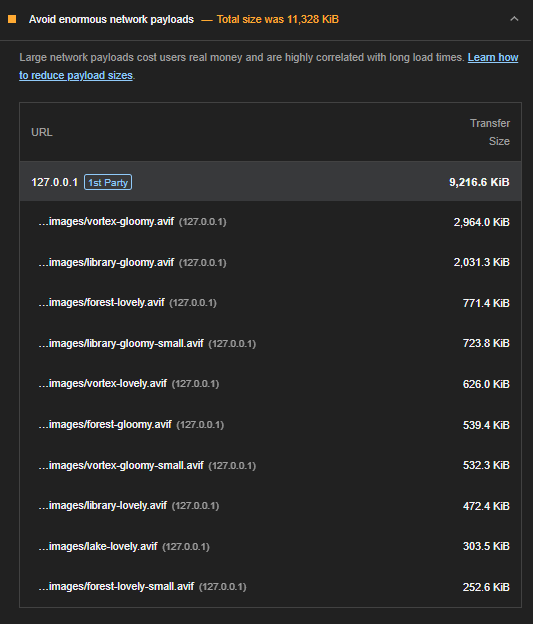 Avoid enormous network payloads — Total size was 11,328 KiB
Large network payloads cost users real money and are highly correlated with long load times. Learn how
to reduce payload sizes.
URL Transfer
Size
127.0.0.1 1st Party 9,216.6 KiB
…images/vortex-gloomy.avif (127.0.0.1) 2,964.0 KiB
…images/library-gloomy.avif (127.0.0.1) 2,031.3 KiB
…images/forest-lovely.avif (127.0.0.1) 771.4 KiB
…images/library-gloomy-small.avif (127.0.0.1) 723.8 KiB
…images/vortex-lovely.avif (127.0.0.1) 626.0 KiB
…images/forest-gloomy.avif (127.0.0.1) 539.4 KiB
…images/vortex-gloomy-small.avif (127.0.0.1) 532.3 KiB
…images/library-lovely.avif (127.0.0.1) 472.4 KiB
…images/lake-lovely.avif (127.0.0.1) 303.5 KiB
…images/forest-lovely-small.avif (127.0.0.1) 252.6 KiB